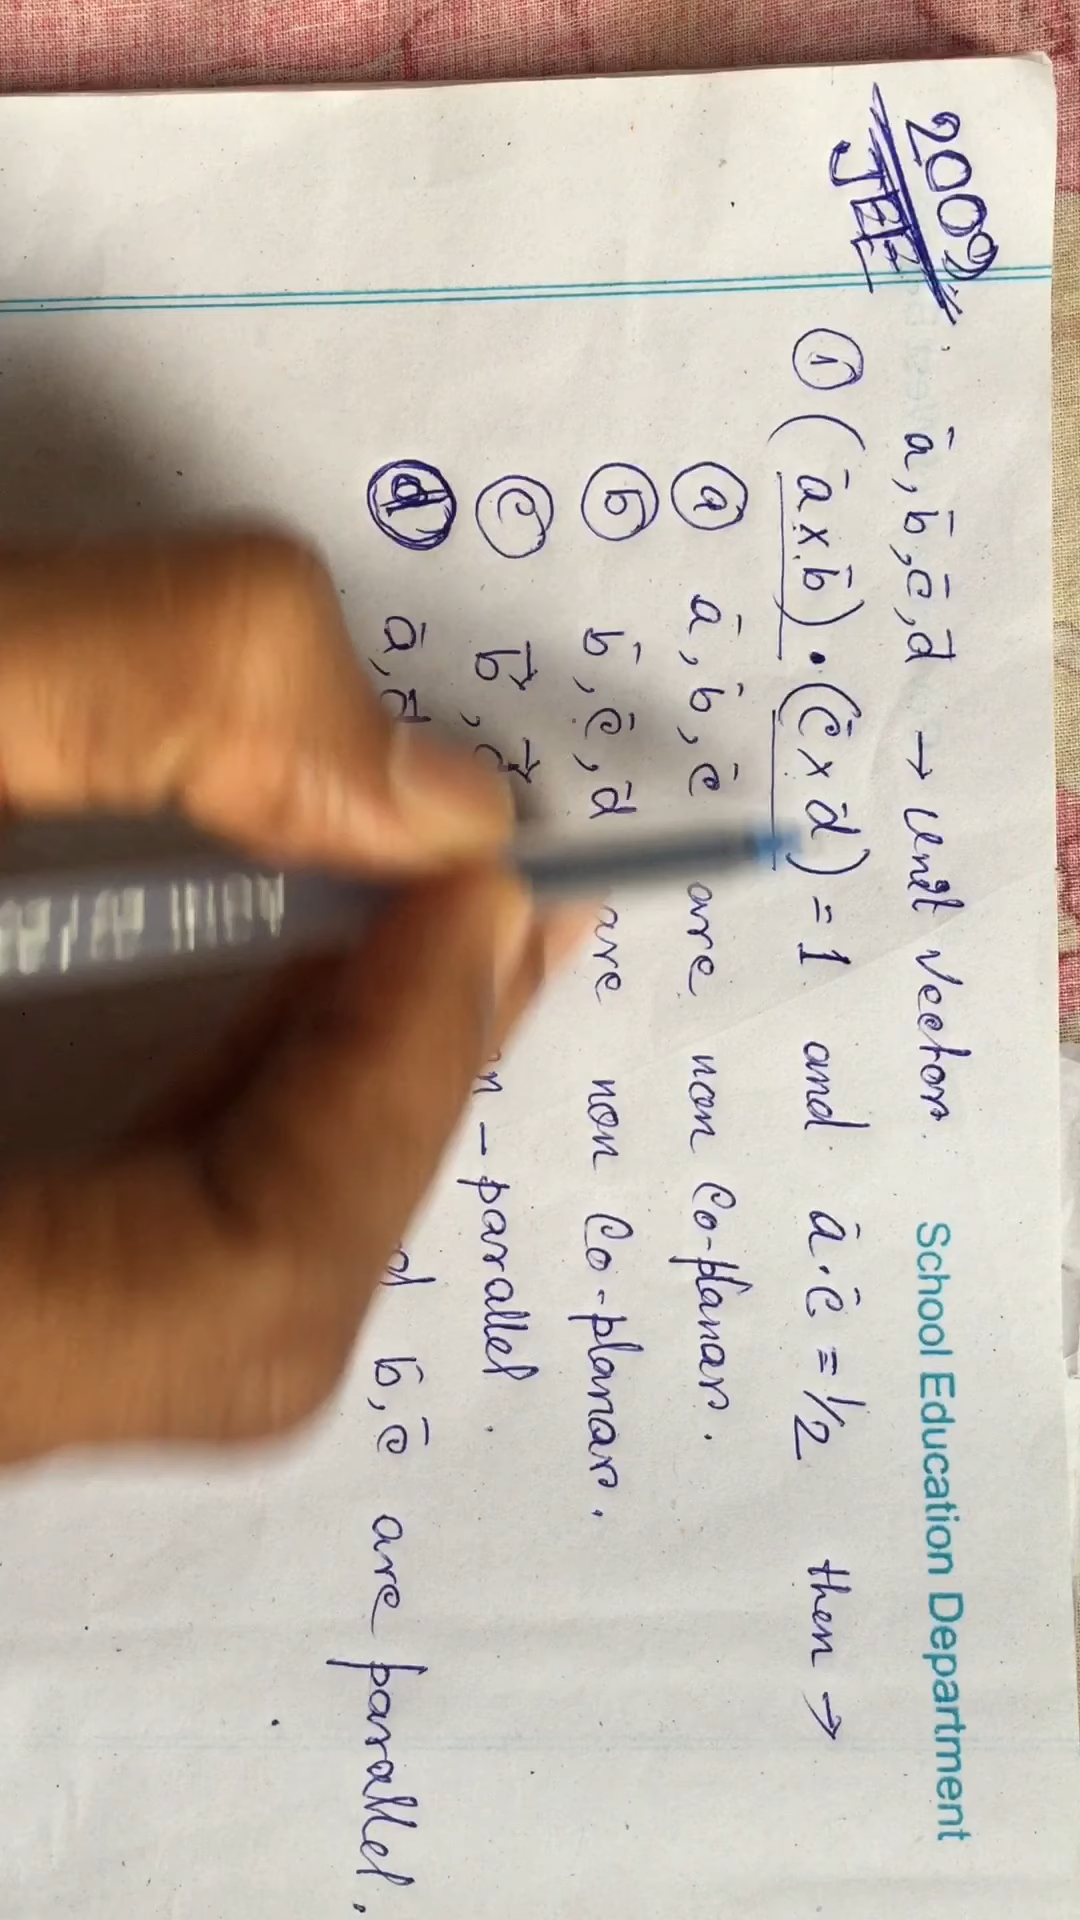 School Education Department
2009
JEE
ā, b̄, c̄, d̄ → unit vector.
① (ā x b̄) • (c̄ x d̄) = 1 and ā . c̄ = 1/2 then →
ⓐ ā, b̄, c̄ are non Co-planar.
ⓑ b̄, c̄, d̄ are non Co-planar.
ⓒ b⃗, - parallel.
ⓓ ā, b̄, c̄ are parallel.